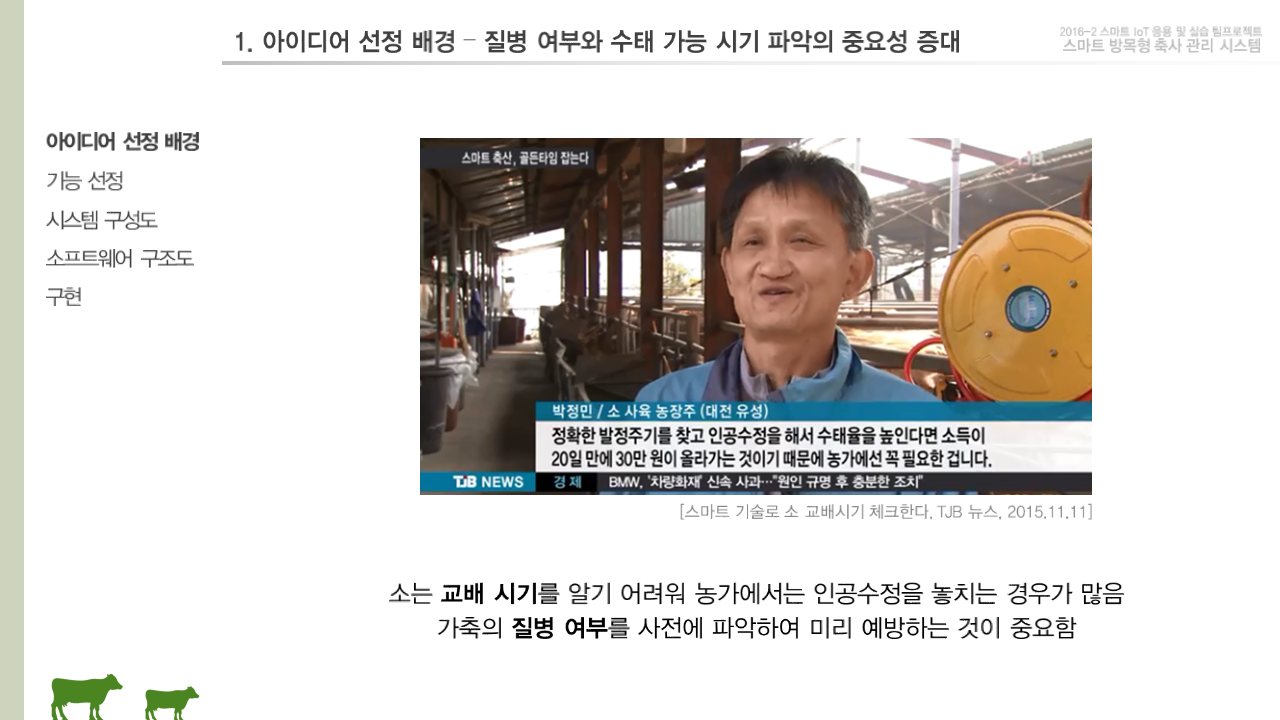 1. 아이디어 선정 배경 – 질병 여부와 수태 가능 시기 파악의 중요성 증대
2016-2 스마트 IoT 응용 및 실습 팀프로젝트
스마트 방목형 축사 관리 시스템
아이디어 선정 배경
기능 선정
시스템 구성도
소프트웨어 구조도
구현
스마트 축산, 골든타임 잡는다
TJB
박정민 / 소 사육 농장주 (대전 유성)
정확한 발정주기를 찾고 인공수정을 해서 수태율을 높인다면 소득이
20일 만에 30만 원이 올라가는 것이기 때문에 농가에선 꼭 필요한 겁니다.
TJB NEWS 경제 BMW, '차량화재' 신속 사과…"원인 규명 후 충분한 조치"
[스마트 기술로 소 교배시기 체크한다, TJB 뉴스, 2015.11.11]
소는 교배 시기를 알기 어려워 농가에서는 인공수정을 놓치는 경우가 많음
가축의 질병 여부를 사전에 파악하여 미리 예방하는 것이 중요함